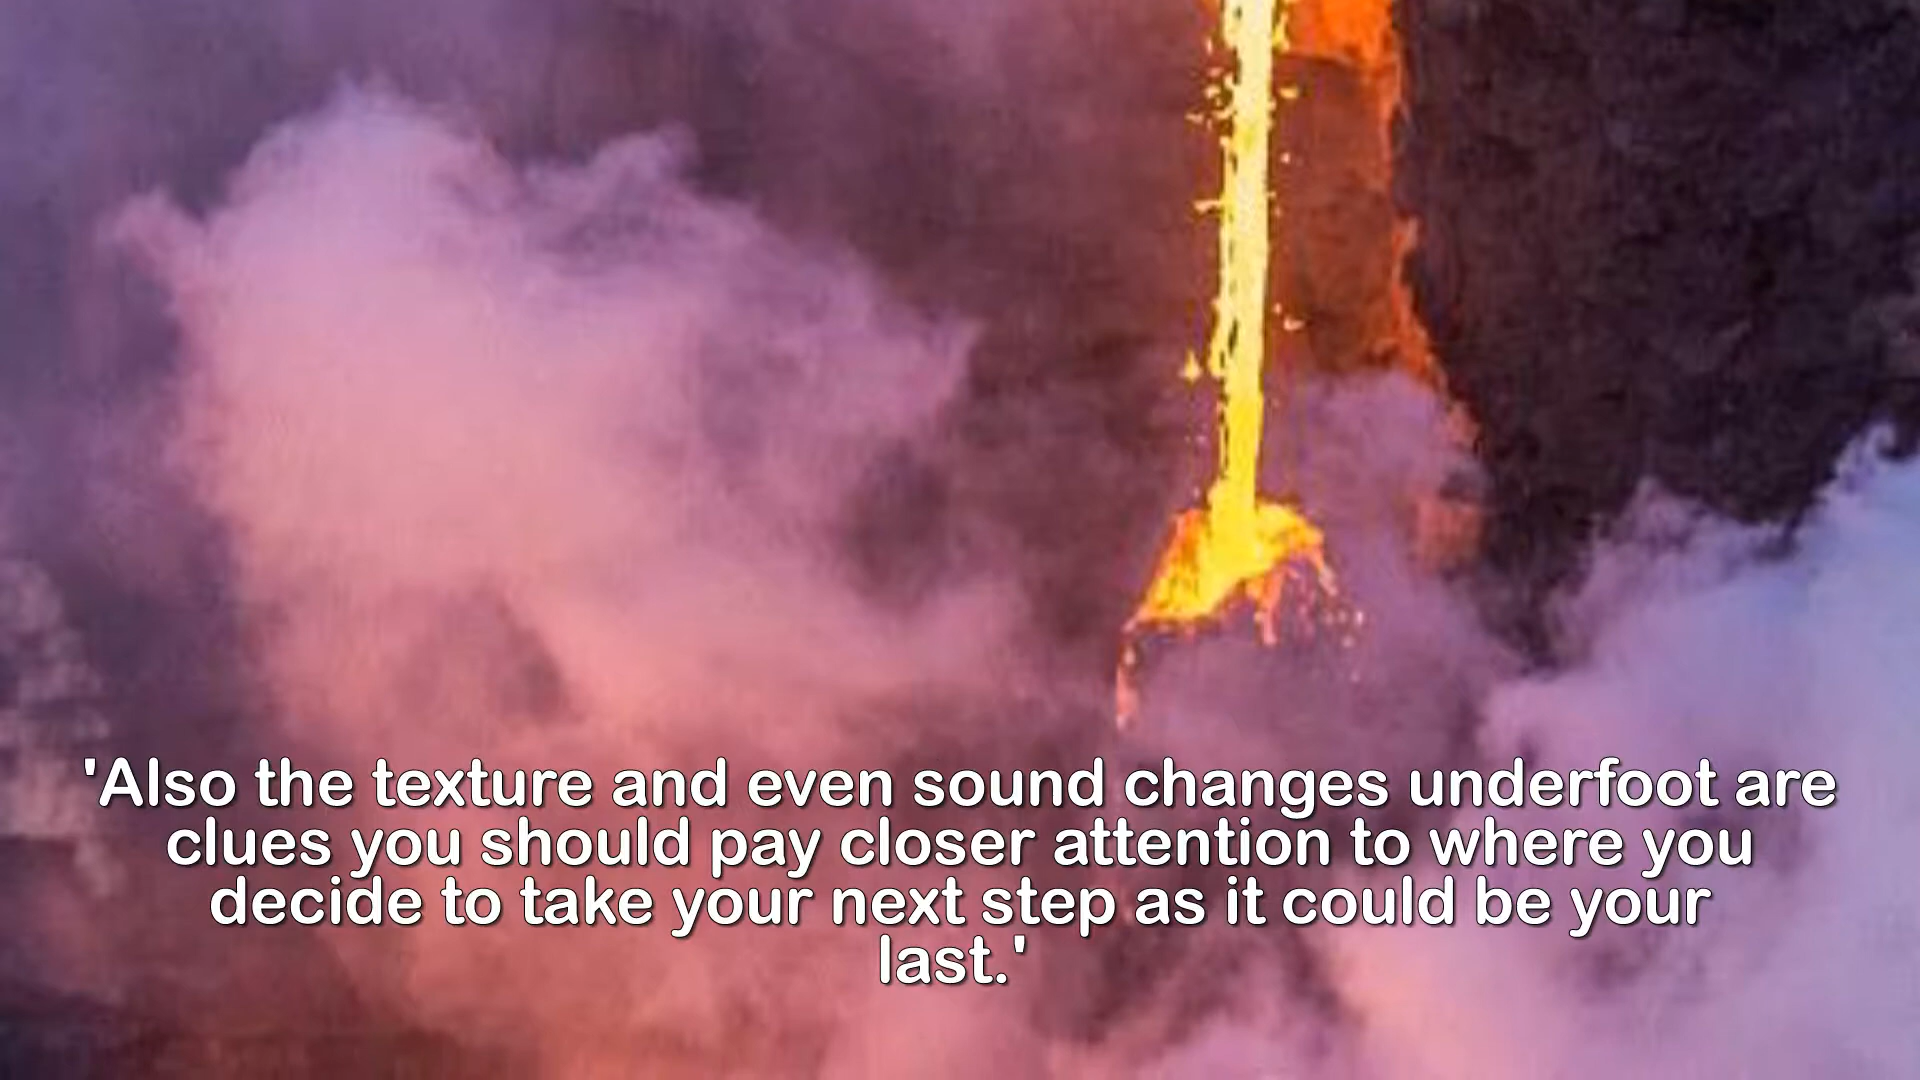 'Also the texture and even sound changes underfoot are
clues you should pay closer attention to where you
decide to take your next step as it could be your
last.'